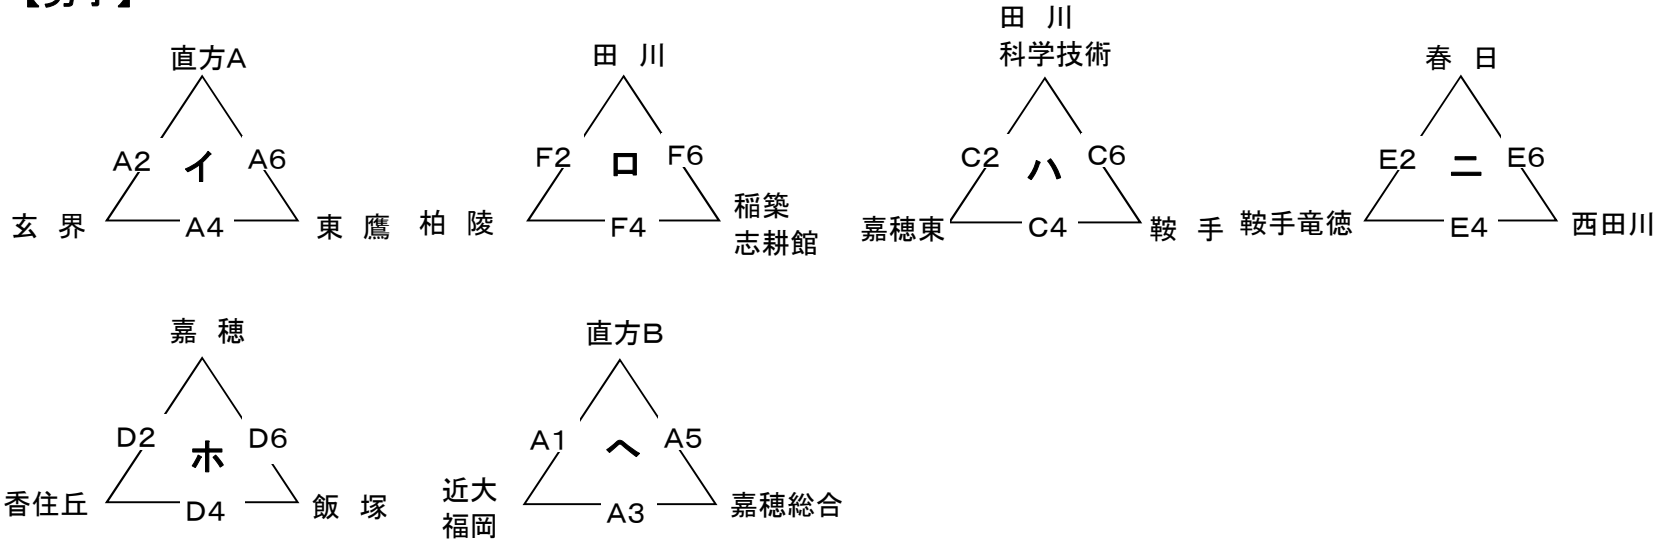 【男子】
直方A
A2
イ
A6
玄　界
A4
東　鷹
田　川
F2
ロ
F6
柏　陵
F4
稲築
志耕館
田　川
科学技術
C2
ハ
C6
嘉穂東
C4
鞍　手
春　日
E2
ニ
E6
鞍手竜徳
E4
西田川
嘉　穂
D2
ホ
D6
香住丘
D4
飯　塚
直方B
A1
ヘ
A5
近大
福岡
A3
嘉穂総合